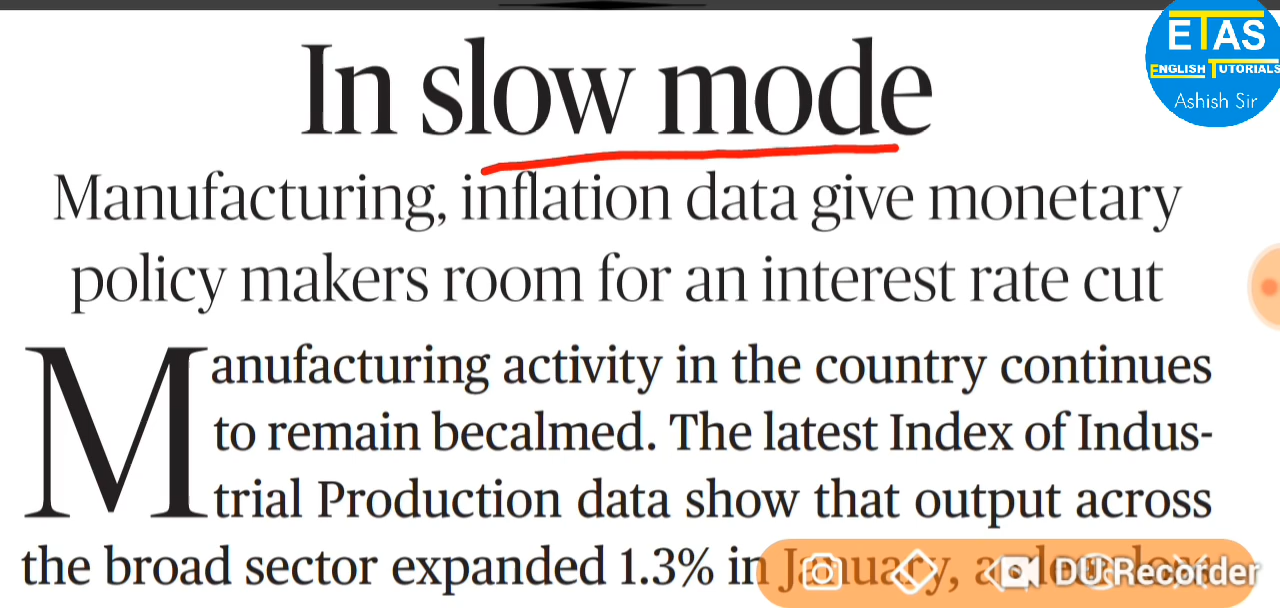 ETAS
ENGLISH TUTORIALS
Ashish Sir
In slow mode
Manufacturing, inflation data give monetary
policy makers room for an interest rate cut
Manufacturing activity in the country continues
to remain becalmed. The latest Index of Indus-
trial Production data show that output across
the broad sector expanded 1.3% in January, a
DU Recorder